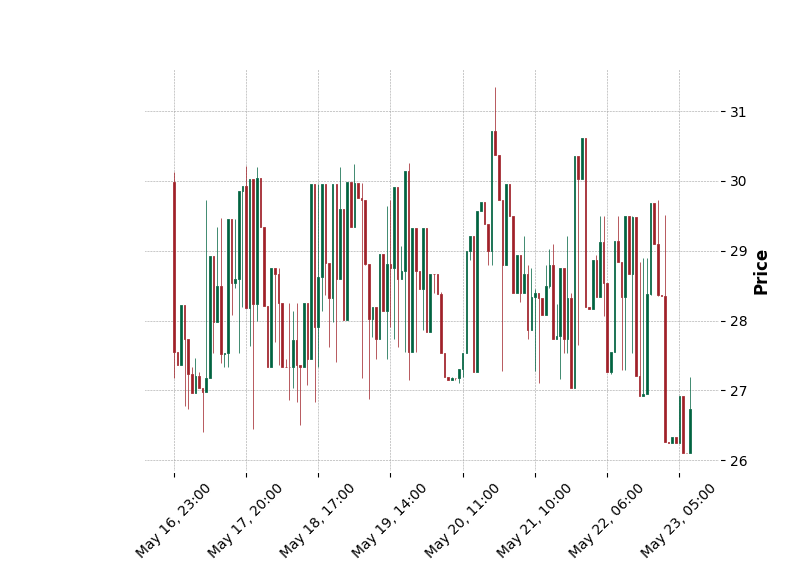 31
30
29
28
27
26
Price
May 16, 23:00
May 17, 20:00
May 18, 17:00
May 19, 14:00
May 20, 11:00
May 21, 10:00
May 22, 06:00
May 23, 05:00